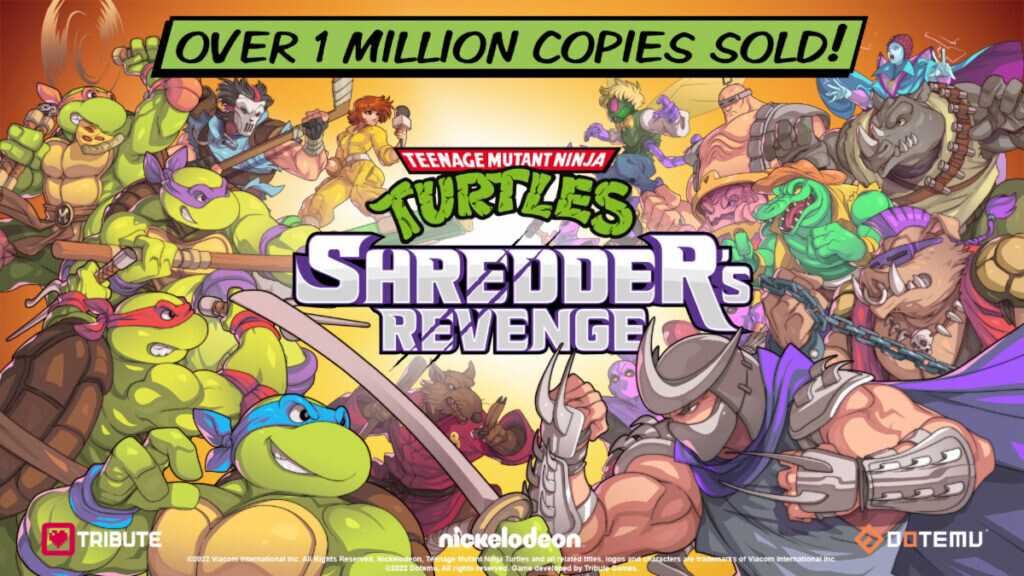 OVER 1 MILLION COPIES SOLD!
TEENAGE MUTANT NINJA
TURTLES
SHREDDER'S
REVENGE
TRIBUTE
nickelodeon
DOTEMU
©2022 Viacom International Inc. All Rights Reserved. Nickelodeon, Teenage Mutant Ninja Turtles and all related titles, logos and characters are trademarks of Viacom International Inc.
©2022 Dotemu. All rights reserved. Game developed by Tribute Games.